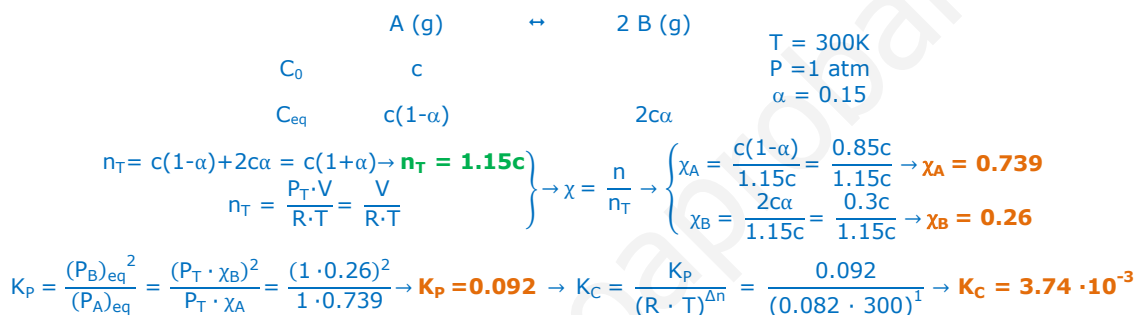 A (g) ↔ 2 B (g)
T = 300K
C₀ c
P =1 atm
α = 0.15
Ceq c(1-α) 2cα
n_T= c(1-α)+2cα = c(1+α)→ n_T = 1.15c
n_T = P_T·V / R·T = V / R·T
} → χ = n / n_T → {
χ_A = c(1-α) / 1.15c = 0.85c / 1.15c → χ_A = 0.739
χ_B = 2cα / 1.15c = 0.3c / 1.15c → χ_B = 0.26
K_P = (P_B)eq² / (P_A)eq = (P_T · χ_B)² / P_T · χ_A = (1 ·0.26)² / 1 ·0.739 → K_P =0.092 → K_C = K_P / (R · T)^Δn = 0.092 / (0.082 · 300)¹ → K_C = 3.74 ·10⁻³